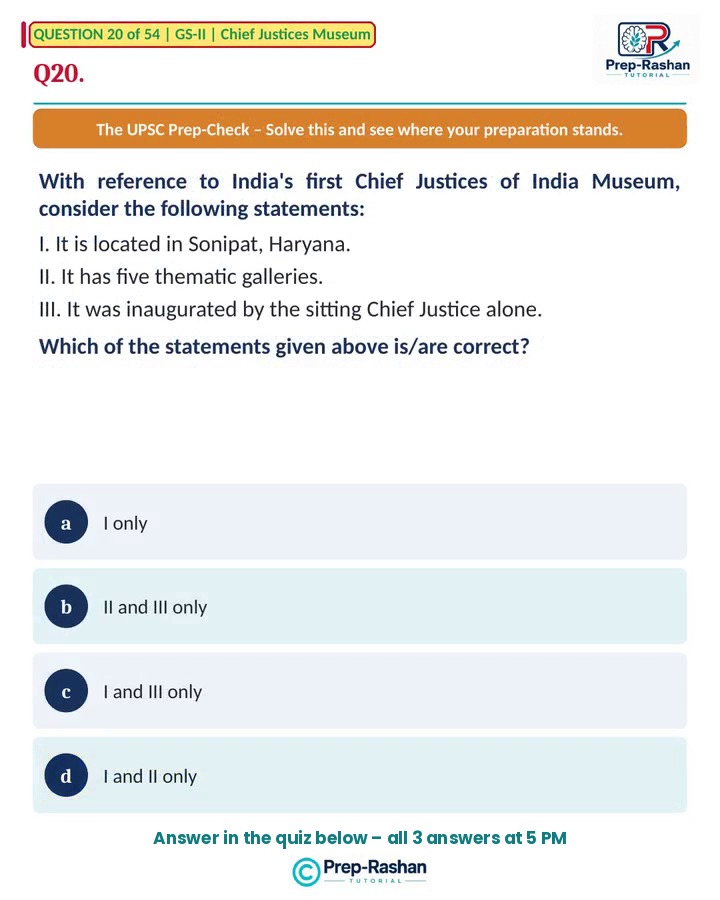 QUESTION 20 of 54 | GS-II | Chief Justices Museum
Prep-Rashan
TUTORIAL
Q20.
The UPSC Prep-Check – Solve this and see where your preparation stands.
With reference to India's first Chief Justices of India Museum,
consider the following statements:
I. It is located in Sonipat, Haryana.
II. It has five thematic galleries.
III. It was inaugurated by the sitting Chief Justice alone.
Which of the statements given above is/are correct?
a I only
b II and III only
c I and III only
d I and II only
Answer in the quiz below – all 3 answers at 5 PM
© Prep-Rashan
TUTORIAL